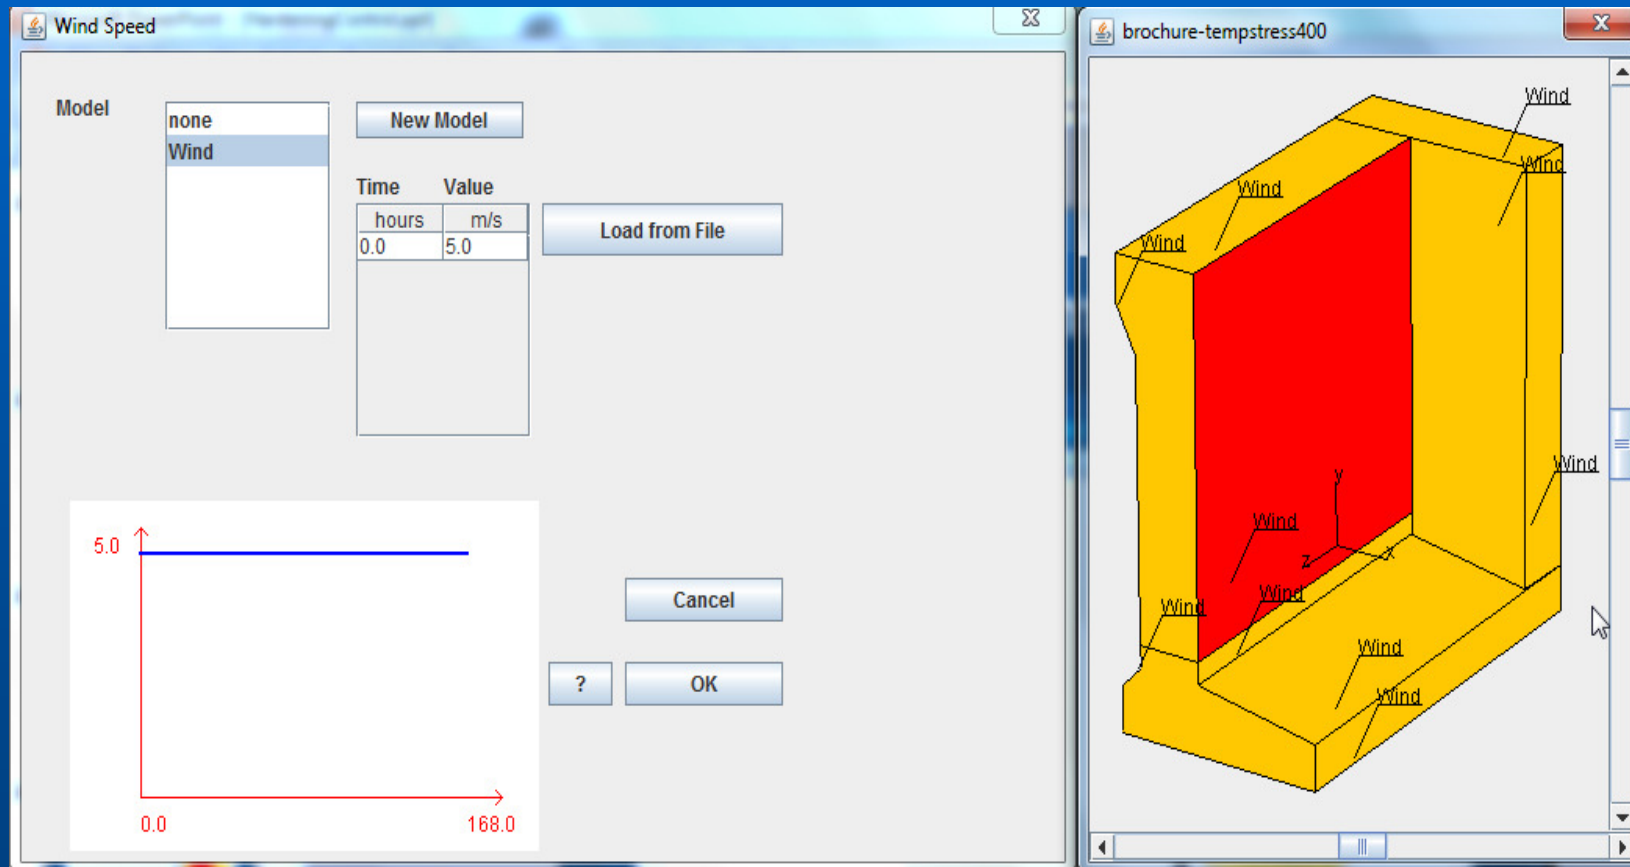 Wind Speed
Model
none
Wind
New Model
Time Value
hours m/s
0.0 5.0
Load from File
5.0
0.0 168.0
Cancel
? OK
brochure-tempstress400
Wind
Wind
Wind
Wind
Wind
Wind
Wind
Wind
Wind
Wind
y
z
x